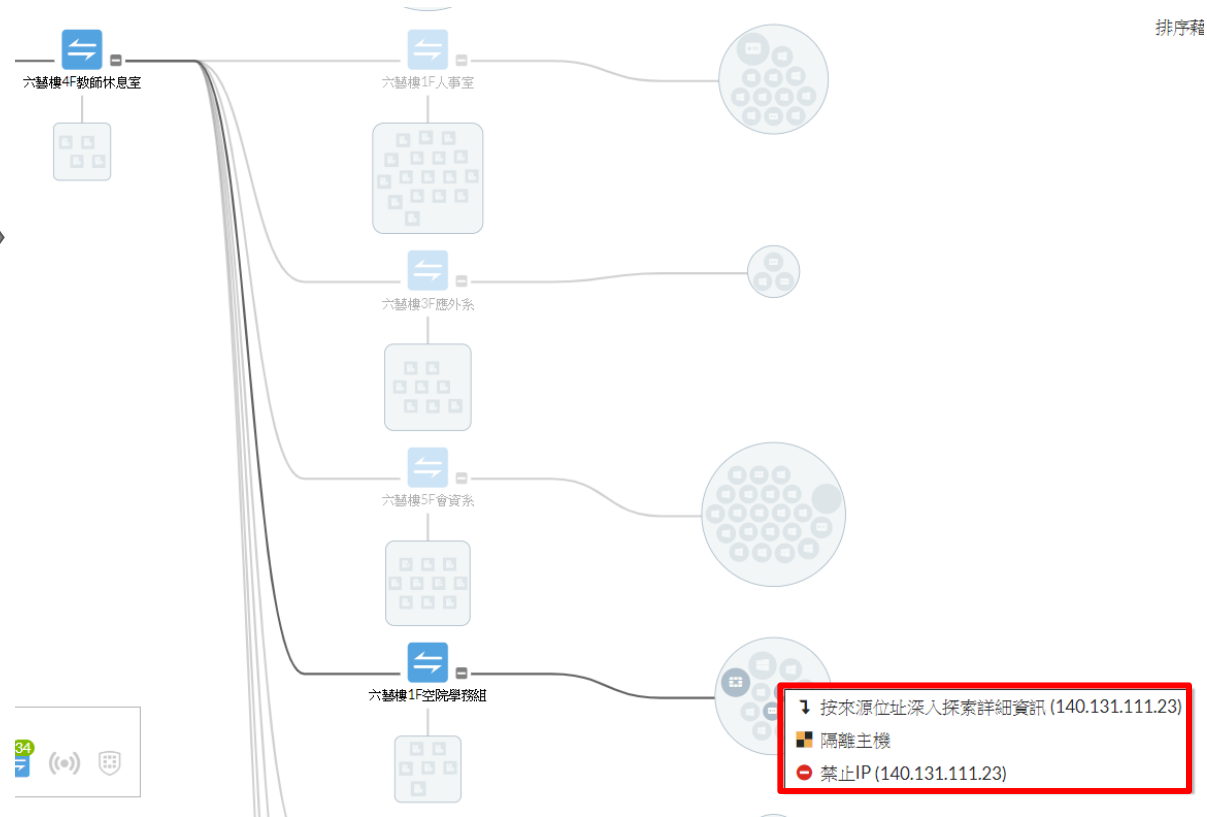 排序藉
六藝樓4F教師休息室
六藝樓1F人事室
六藝樓3F應外系
六藝樓5F會資系
六藝樓1F空院學務組
按來源位址深入探索詳細資訊 (140.131.111.23)
隔離主機
禁止IP (140.131.111.23)
34